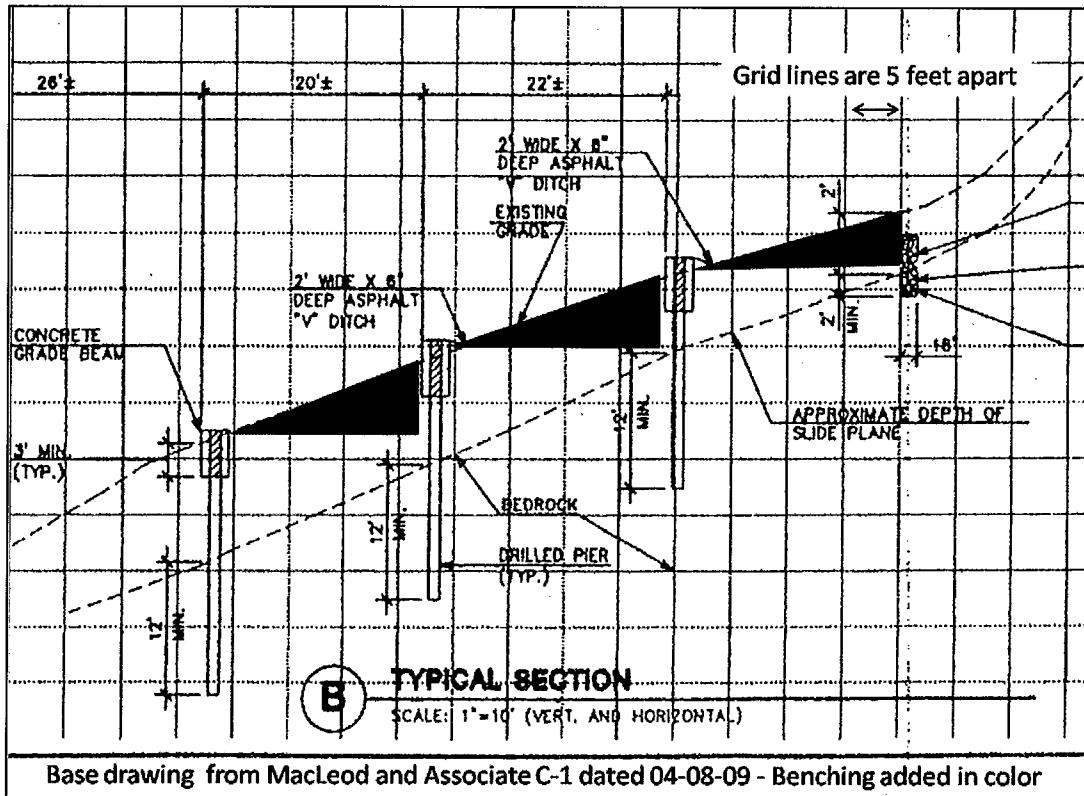 26'±
20'±
22'±
Grid lines are 5 feet apart
2' WIDE X 8"
DEEP ASPHALT
"V" DITCH
EXISTING
GRADE
2'
2' WIDE X 6"
DEEP ASPHALT
"V" DITCH
CONCRETE
GRADE BEAM
2'
MIN.
18"
3' MIN.
(TYP.)
12'
MIN.
APPROXIMATE DEPTH OF
SLIDE PLANE
BEDROCK
12'
MIN.
DRILLED PIER
(TYP.)
12'
MIN.
B
TYPICAL SECTION
SCALE: 1"=10' (VERT. AND HORIZONTAL)
Base drawing from MacLeod and Associate C-1 dated 04-08-09 - Benching added in color